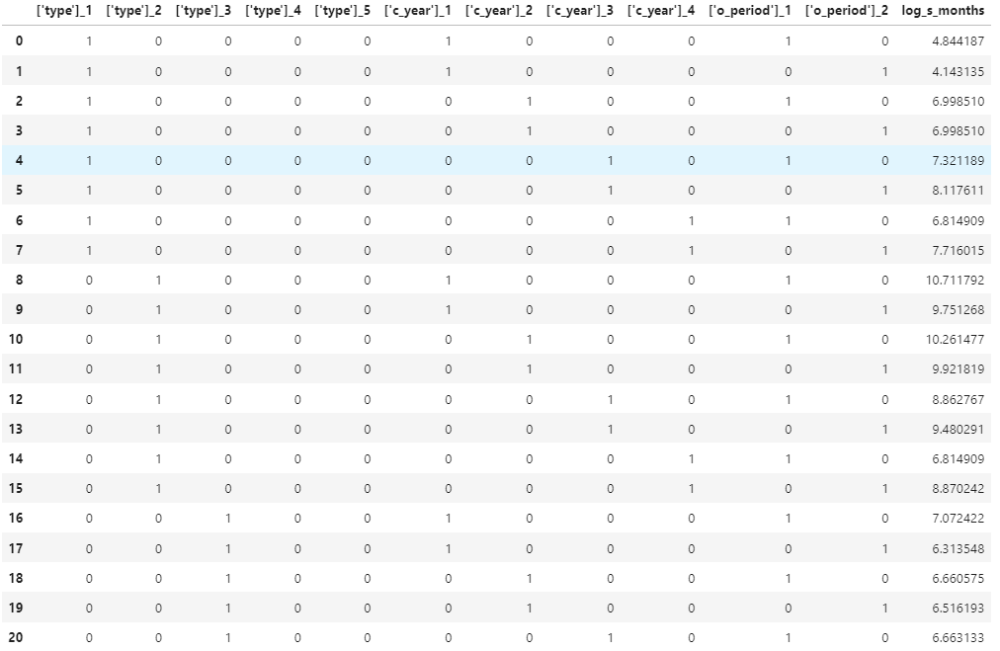 ['type']_1 ['type']_2 ['type']_3 ['type']_4 ['type']_5 ['c_year']_1 ['c_year']_2 ['c_year']_3 ['c_year']_4 ['o_period']_1 ['o_period']_2 log_s_months
0 1 0 0 0 0 1 0 0 0 1 0 4.844187
1 1 0 0 0 0 1 0 0 0 0 1 4.143135
2 1 0 0 0 0 0 1 0 0 1 0 6.998510
3 1 0 0 0 0 0 1 0 0 0 1 6.998510
4 1 0 0 0 0 0 0 1 0 1 0 7.321189
5 1 0 0 0 0 0 0 1 0 0 1 8.117611
6 1 0 0 0 0 0 0 0 1 1 0 6.814909
7 1 0 0 0 0 0 0 0 1 0 1 7.716015
8 0 1 0 0 0 1 0 0 0 1 0 10.711792
9 0 1 0 0 0 1 0 0 0 0 1 9.751268
10 0 1 0 0 0 0 1 0 0 1 0 10.261477
11 0 1 0 0 0 0 1 0 0 0 1 9.921819
12 0 1 0 0 0 0 0 1 0 1 0 8.862767
13 0 1 0 0 0 0 0 1 0 0 1 9.480291
14 0 1 0 0 0 0 0 0 1 1 0 6.814909
15 0 1 0 0 0 0 0 0 1 0 1 8.870242
16 0 0 1 0 0 1 0 0 0 1 0 7.072422
17 0 0 1 0 0 1 0 0 0 0 1 6.313548
18 0 0 1 0 0 0 1 0 0 1 0 6.660575
19 0 0 1 0 0 0 1 0 0 0 1 6.516193
20 0 0 1 0 0 0 0 1 0 1 0 6.663133